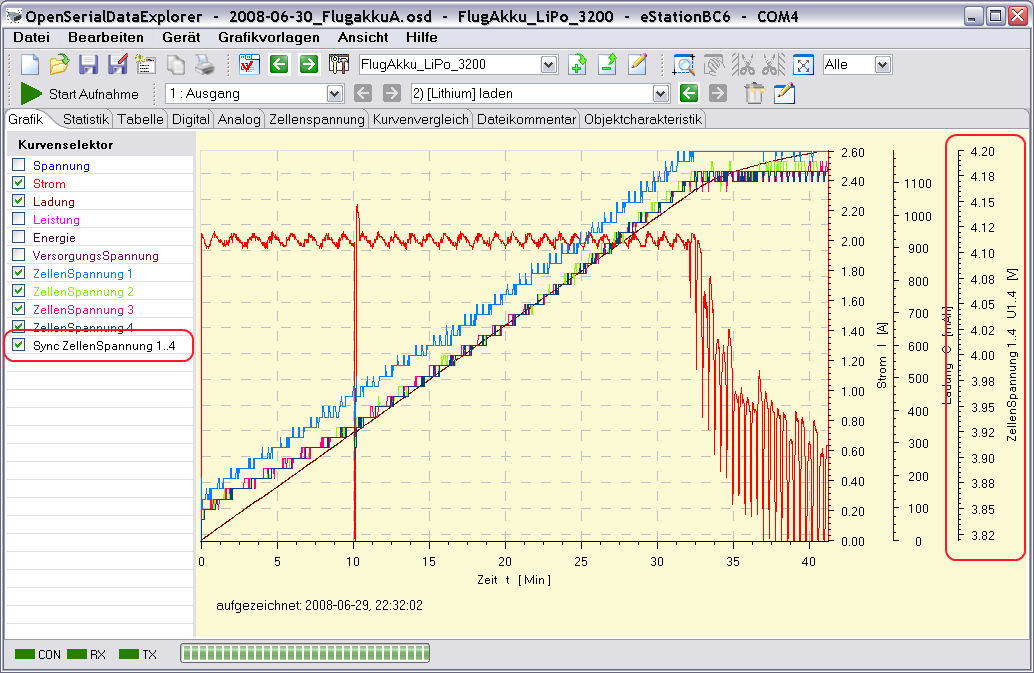 OpenSerialDataExplorer - 2008-06-30_FlugakkuA.osd - FlugAkku_LiPo_3200 - eStationBC6 - COM4
Datei Bearbeiten Gerät Grafikvorlagen Ansicht Hilfe
FlugAkku_LiPo_3200 Alle
Start Aufnahme 1 : Ausgang 2) [Lithium] laden
Grafik Statistik Tabelle Digital Analog Zellenspannung Kurvenvergleich Dateikommentar Objektcharakteristik
Kurvenselektor
Spannung
Strom
Ladung
Leistung
Energie
VersorgungsSpannung
ZellenSpannung 1
ZellenSpannung 2
ZellenSpannung 3
ZellenSpannung 4
Sync ZellenSpannung 1..4
2.60
2.40
2.20
2.00
1.80
1.60
1.40
1.20
1.00
0.80
0.60
0.40
0.20
0.00
Strom I [A]
1100
1000
900
800
700
600
500
400
300
200
100
0
Ladung C [mAh]
4.20
4.18
4.15
4.12
4.10
4.08
4.05
4.02
4.00
3.98
3.95
3.92
3.90
3.88
3.85
3.82
ZellenSpannung 1..4 U1..4 [V]
0 5 10 15 20 25 30 35 40
Zeit t [Min]
aufgezeichnet: 2008-06-29, 22:32:02
CON RX TX